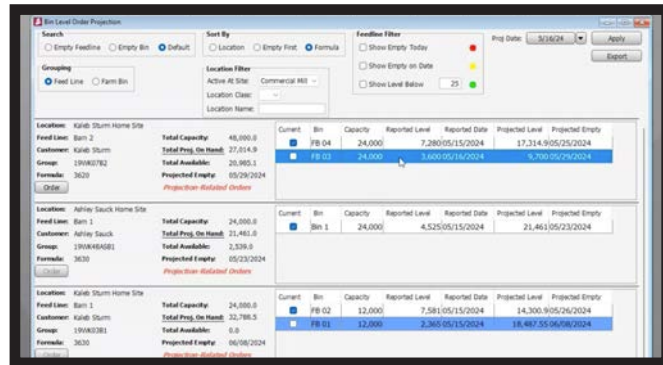 Bin Level Order Projection
Search
Empty Feedline Empty Bin Default
Sort By
Location Empty First Formula
Feedline Filter
Show Empty Today
Show Empty on Date
Show Level Below 25
Proj Date: 5/16/24 Apply
Export
Grouping
Feed Line Farm Bin
Location Filter
Active At Site: Commercial Mill
Location Class:
Location Name:
Location: Kaleb Sturm Home Site
Feed Line: Barn 2 Total Capacity: 48,000.0
Customer: Kaleb Sturm Total Proj. On Hand: 27,014.9
Group: 19WK07B2 Total Available: 20,985.1
Formula: 3620 Projected Empty: 05/29/2024
Order Projection Related Orders
Current Bin Capacity Reported Level Reported Date Projected Level Projected Empty
FB 04 24,000 7,280 05/15/2024 17,314.9 05/25/2024
FB 03 24,000 3,600 05/16/2024 9,700 05/29/2024
Location: Ashley Sauck Home Site
Feed Line: Barn 1 Total Capacity: 24,000.0
Customer: Ashley Sauck Total Proj. On Hand: 21,461.0
Group: 19WK48ASB1 Total Available: 2,539.0
Formula: 3630 Projected Empty: 05/23/2024
Order Projection Related Orders
Current Bin Capacity Reported Level Reported Date Projected Level Projected Empty
Bin 1 24,000 4,525 05/15/2024 21,461 05/23/2024
Location: Kaleb Sturm Home Site
Feed Line: Barn 1 Total Capacity: 24,000.0
Customer: Kaleb Sturm Total Proj. On Hand: 32,788.5
Group: 19WK03B1 Total Available: 0.0
Formula: 3630 Projected Empty: 06/08/2024
Order Projection Related Orders
Current Bin Capacity Reported Level Reported Date Projected Level Projected Empty
FB 02 12,000 7,581 05/15/2024 14,300.9 05/26/2024
FB 01 12,000 2,365 05/15/2024 18,487.55 06/08/2024